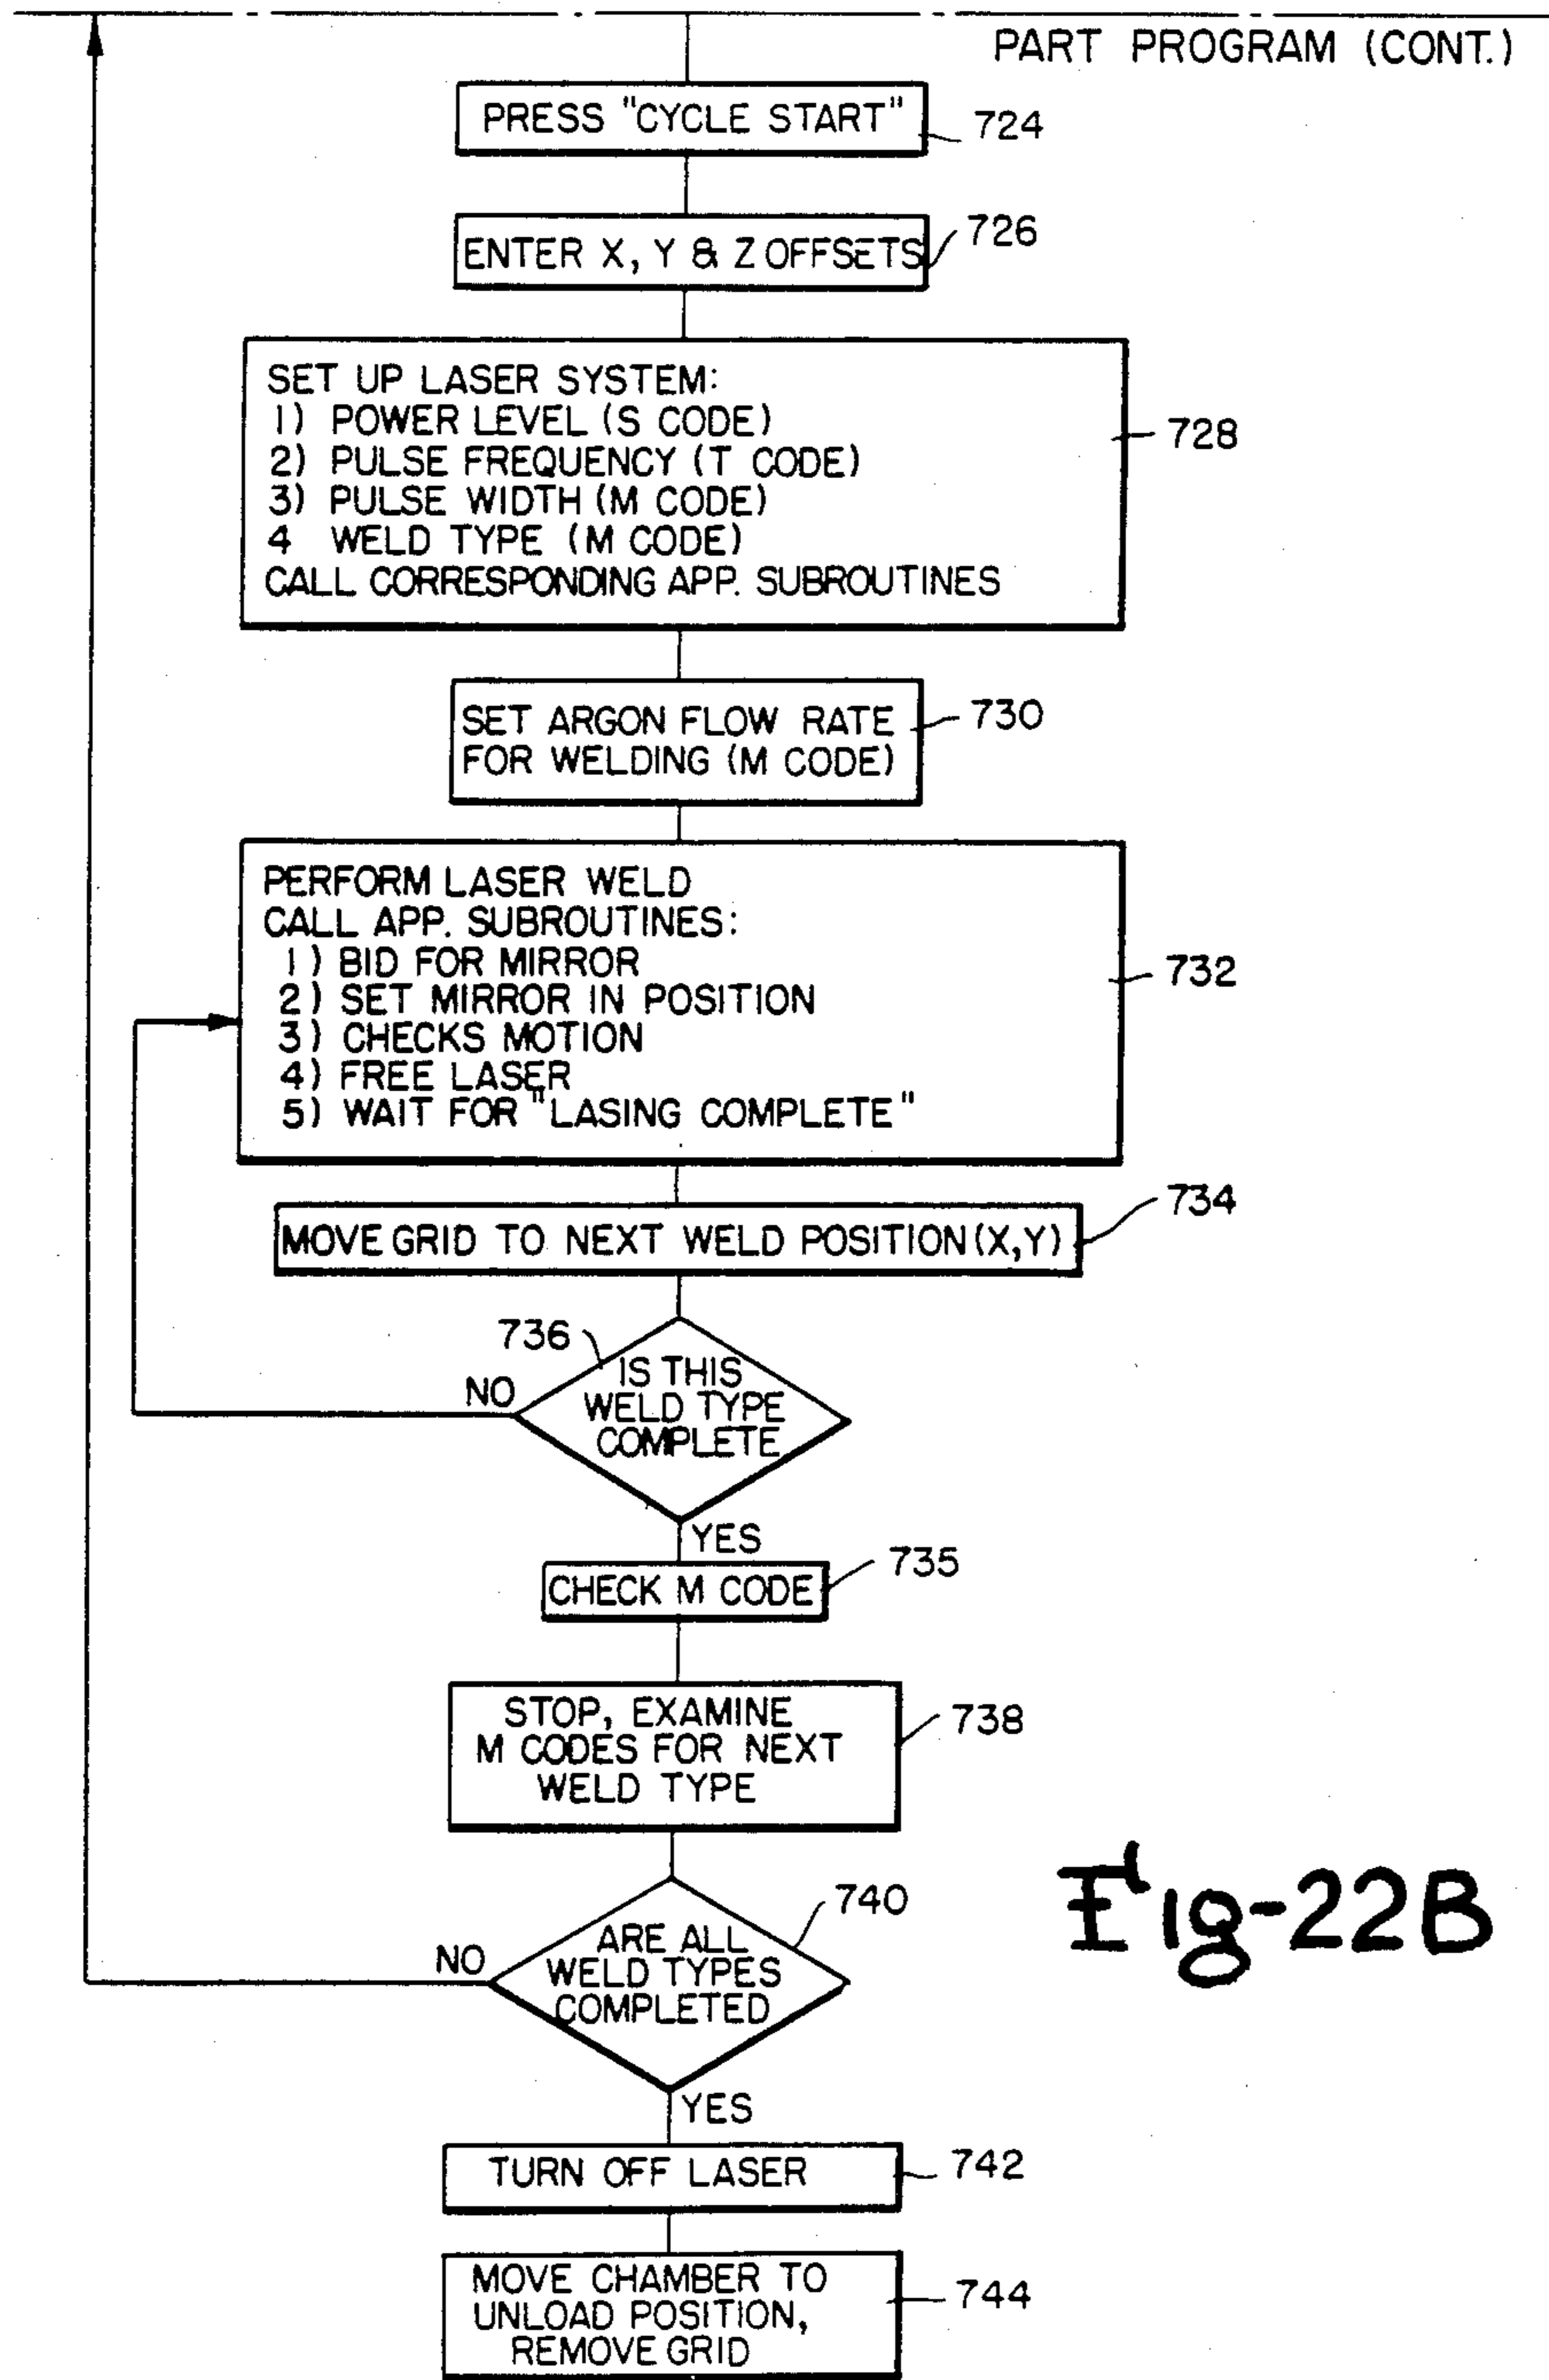 PART PROGRAM (CONT.)
PRESS "CYCLE START"
724
ENTER X, Y & Z OFFSETS
726
SET UP LASER SYSTEM:
1) POWER LEVEL (S CODE)
2) PULSE FREQUENCY (T CODE)
3) PULSE WIDTH (M CODE)
4 WELD TYPE (M CODE)
CALL CORRESPONDING APP. SUBROUTINES
728
SET ARGON FLOW RATE
FOR WELDING (M CODE)
730
PERFORM LASER WELD
CALL APP. SUBROUTINES:
1) BID FOR MIRROR
2) SET MIRROR IN POSITION
3) CHECKS MOTION
4) FREE LASER
5) WAIT FOR "LASING COMPLETE"
732
MOVE GRID TO NEXT WELD POSITION (X,Y)
734
736
IS THIS
WELD TYPE
COMPLETE
NO
YES
CHECK M CODE
735
STOP, EXAMINE
M CODES FOR NEXT
WELD TYPE
738
740
ARE ALL
WELD TYPES
COMPLETED
NO
YES
TURN OFF LASER
742
MOVE CHAMBER TO
UNLOAD POSITION,
REMOVE GRID
744
Fig-22B